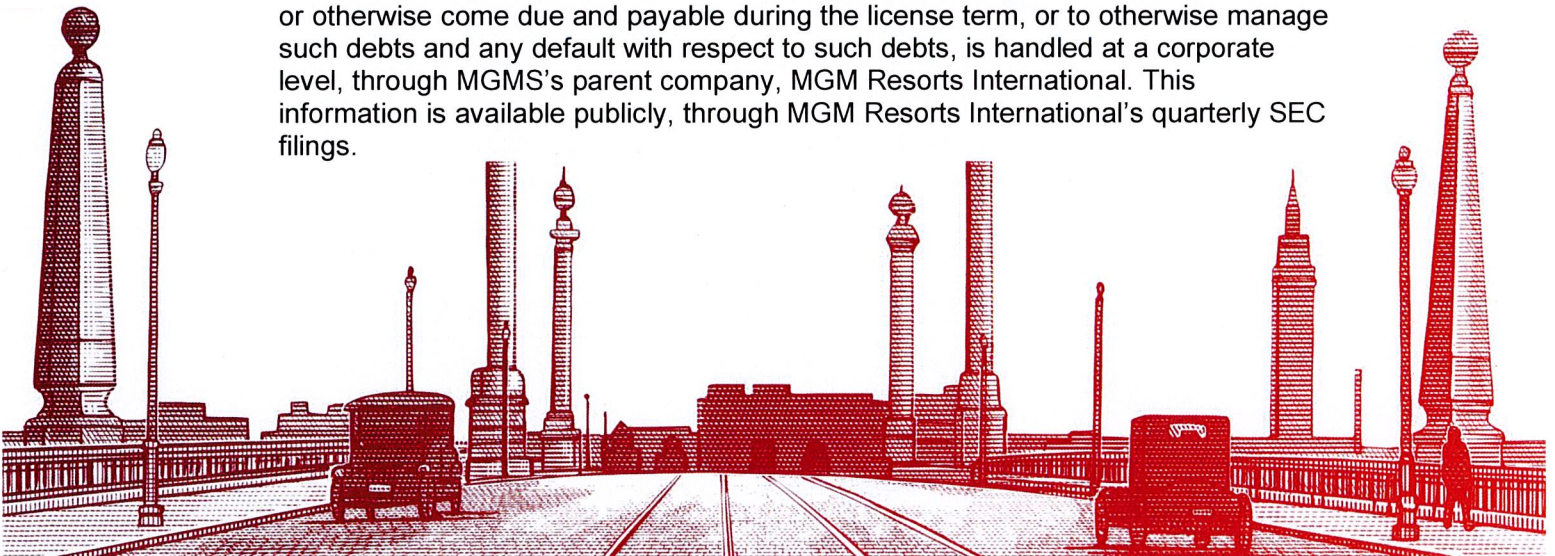 or otherwise come due and payable during the license term, or to otherwise manage
such debts and any default with respect to such debts, is handled at a corporate
level, through MGMS's parent company, MGM Resorts International. This
information is available publicly, through MGM Resorts International's quarterly SEC
filings.